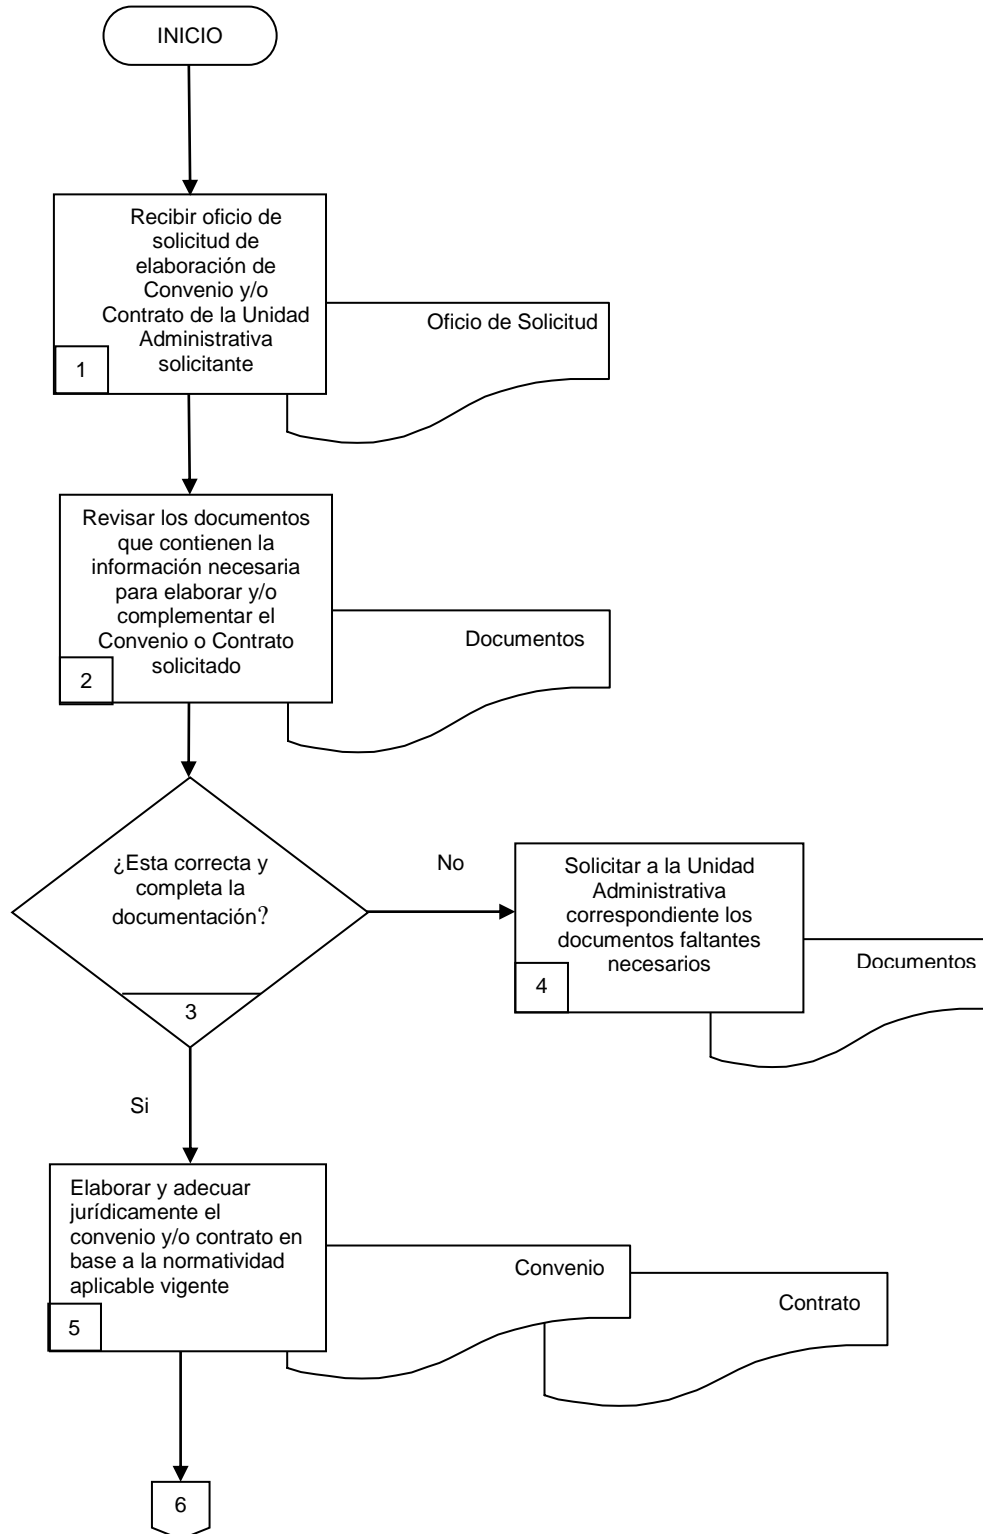 INICIO
Recibir oficio de
solicitud de
elaboración de
Convenio y/o
Contrato de la Unidad
Administrativa
solicitante
1
Oficio de Solicitud
Revisar los documentos
que contienen la
información necesaria
para elaborar y/o
complementar el
Convenio o Contrato
solicitado
2
Documentos
¿Esta correcta y
completa la
documentación?
3
No
Solicitar a la Unidad
Administrativa
correspondiente los
documentos faltantes
necesarios
4
Documentos
Si
Elaborar y adecuar
jurídicamente el
convenio y/o contrato en
base a la normatividad
aplicable vigente
5
Convenio
Contrato
6